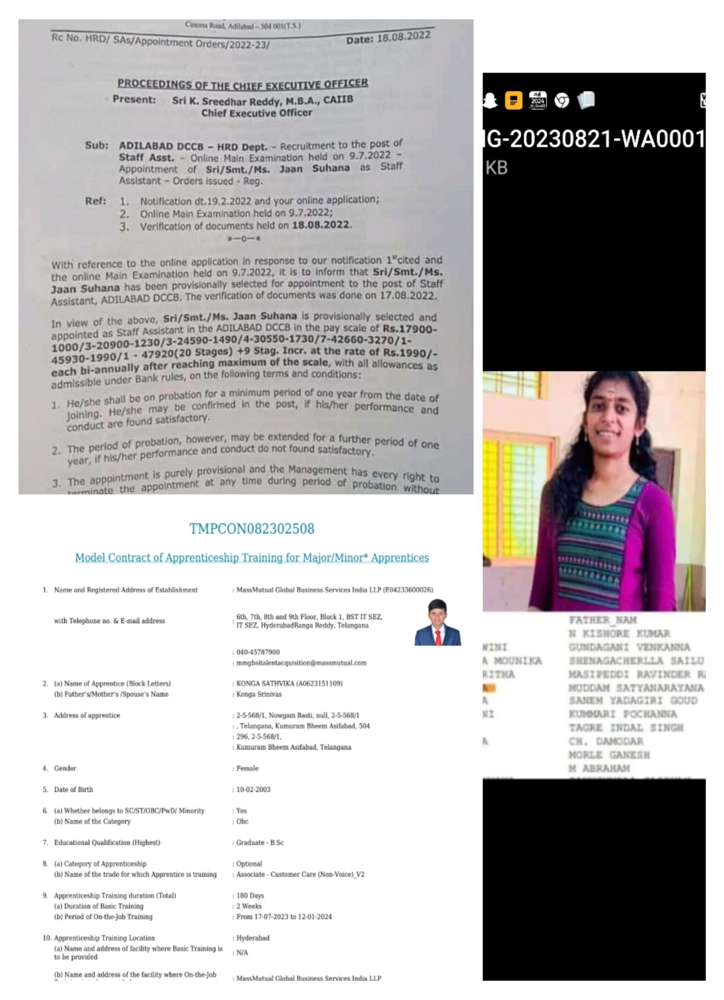 Cinema Road, Adilabad – 504 001(T.S.)
Rc No. HRD/ SAs/Appointment Orders/2022-23/
Date: 18.08.2022
PROCEEDINGS OF THE CHIEF EXECUTIVE OFFICER
Present: Sri K. Sreedhar Reddy, M.B.A., CAIIB
Chief Executive Officer
Sub: ADILABAD DCCB – HRD Dept. – Recruitment to the post of
Staff Asst. – Online Main Examination held on 9.7.2022 –
Appointment of Sri/Smt./Ms. Jaan Suhana as Staff
Assistant – Orders issued - Reg.
Ref: 1. Notification dt.19.2.2022 and your online application;
2. Online Main Examination held on 9.7.2022;
3. Verification of documents held on 18.08.2022.
»—o—«
With reference to the online application in response to our notification 1st cited and
the online Main Examination held on 9.7.2022, it is to inform that Sri/Smt./Ms.
Jaan Suhana has been provisionally selected for appointment to the post of Staff
Assistant, ADILABAD DCCB. The verification of documents was done on 17.08.2022.
In view of the above, Sri/Smt./Ms. Jaan Suhana is provisionally selected and
appointed as Staff Assistant in the ADILABAD DCCB in the pay scale of Rs.17900-
1000/3-20900-1230/3-24590-1490/4-30550-1730/7-42660-3270/1-
45930-1990/1 - 47920(20 Stages) +9 Stag. Incr. at the rate of Rs.1990/-
each bi-annually after reaching maximum of the scale, with all allowances as
admissible under Bank rules, on the following terms and conditions:
1. He/she shall be on probation for a minimum period of one year from the date of
joining. He/she may be confirmed in the post, if his/her performance and
conduct are found satisfactory.
2. The period of probation, however, may be extended for a further period of one
year, if his/her performance and conduct do not found satisfactory.
3. The appointment is purely provisional and the Management has every right to
terminate the appointment at any time during period of probation without
TMPCON082302508
Model Contract of Apprenticeship Training for Major/Minor* Apprentices
1. Name and Registered Address of Establishment : MassMutual Global Business Services India LLP (E04233600026)
with Telephone no. & E-mail address : 6th, 7th, 8th and 9th Floor, Block 1, BST IT SEZ,
IT SEZ, HyderabadRanga Reddy, Telangana
: 040-45787900
: mmgbsitalentacquisition@massmutual.com
2. (a) Name of Apprentice (Block Letters) : KONGA SATHVIKA (A0623151109)
(b) Father's/Mother's /Spouse's Name : Konga Srinivas
3. Address of apprentice : 2-5-568/1, Nowgam Basti, null, 2-5-568/1
: , Telangana, Kumuram Bheem Asifabad, 504
: 296, 2-5-568/1,
: Kumuram Bheem Asifabad, Telangana
4. Gender : Female
5. Date of Birth : 10-02-2003
6. (a) Whether belongs to SC/ST/OBC/PwD/ Minority : Yes
(b) Name of the Category : Obc
7. Educational Qualification (Highest) : Graduate - B.Sc
8. (a) Category of Apprenticeship : Optional
(b) Name of the trade for which Apprentice is training : Associate - Customer Care (Non-Voice)_V2
9. Apprenticeship Training duration (Total) : 180 Days
(a) Duration of Basic Training : 2 Weeks
(b) Period of On-the-Job Training : From 17-07-2023 to 12-01-2024
10. Apprenticeship Training Location : Hyderabad
(a) Name and address of facility where Basic Training is : N/A
to be provided
(b) Name and address of the facility where On-the-Job : MassMutual Global Business Services India LLP
2024
IG-20230821-WA0001
KB
FATHER_NAM
N KISHORE KUMAR
WINI GUNDAGANI VENKANNA
A MOUNIKA SHENAGACHERLLA SAILU
RITHA MASIPEDDI RAVINDER
A MUDDAM SATYANARAYANA
A SANEM YADAGIRI GOUD
NI KUMMARI POCHANNA
TAGRE INDAL SINGH
A CH. DAMODAR
MORLE GANESH
M ABRAHAM